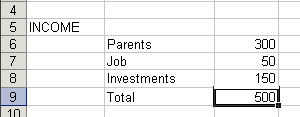 4
5 INCOME
6 Parents 300
7 Job 50
8 Investments 150
9 Total 500
10